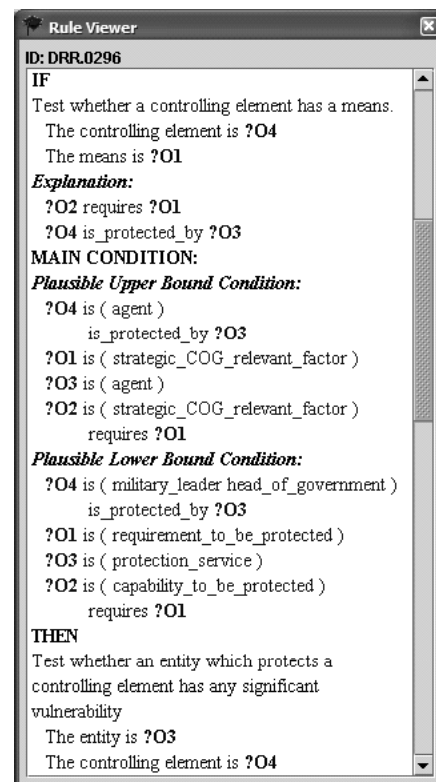 Rule Viewer
ID: DRR.0296
IF
Test whether a controlling element has a means.
The controlling element is ?O4
The means is ?O1
Explanation:
?O2 requires ?O1
?O4 is_protected_by ?O3
MAIN CONDITION:
Plausible Upper Bound Condition:
?O4 is ( agent )
is_protected_by ?O3
?O1 is ( strategic_COG_relevant_factor )
?O3 is ( agent )
?O2 is ( strategic_COG_relevant_factor )
requires ?O1
Plausible Lower Bound Condition:
?O4 is ( military_leader head_of_government )
is_protected_by ?O3
?O1 is ( requirement_to_be_protected )
?O3 is ( protection_service )
?O2 is ( capability_to_be_protected )
requires ?O1
THEN
Test whether an entity which protects a
controlling element has any significant
vulnerability
The entity is ?O3
The controlling element is ?O4